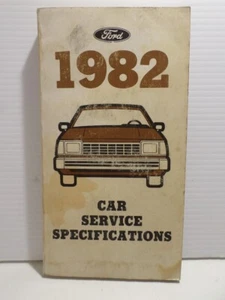 Ford
1982
CAR
SERVICE
SPECIFICATIONS